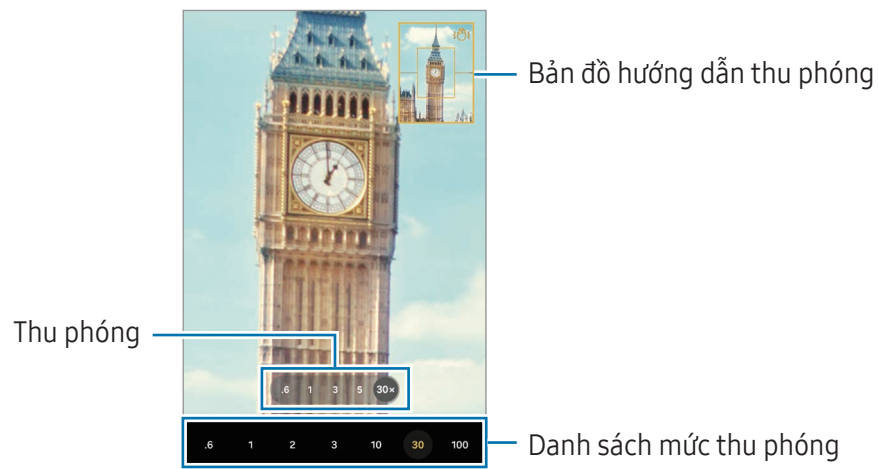 Bản đồ hướng dẫn thu phóng
Thu phóng
.6 1 3 5 30×
.6 1 2 3 10 30 100
Danh sách mức thu phóng